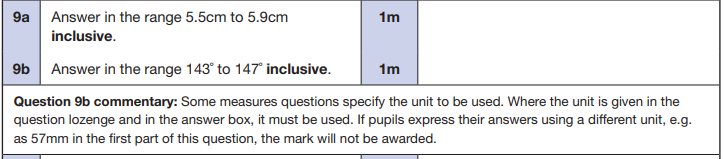 9a Answer in the range 5.5cm to 5.9cm 1m
inclusive.
9b Answer in the range 143˚ to 147˚ inclusive. 1m
Question 9b commentary: Some measures questions specify the unit to be used. Where the unit is given in the
question lozenge and in the answer box, it must be used. If pupils express their answers using a different unit, e.g.
as 57mm in the first part of this question, the mark will not be awarded.